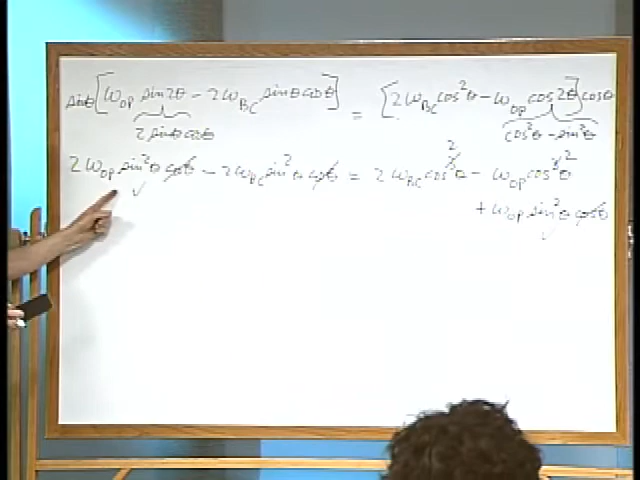 sinθ [ω_OP sin2θ − 2ω_BC sinθ cosθ] = [2ω_BC cos²θ − ω_OP cos2θ] cosθ
2 sinθ cosθ cos²θ − sin²θ
2ω_OP sin²θ cosθ − 2ω_BC sin²θ cosθ = 2ω_BC cos²θ − ω_OP cos²θ
+ ω_OP sin²θ cosθ